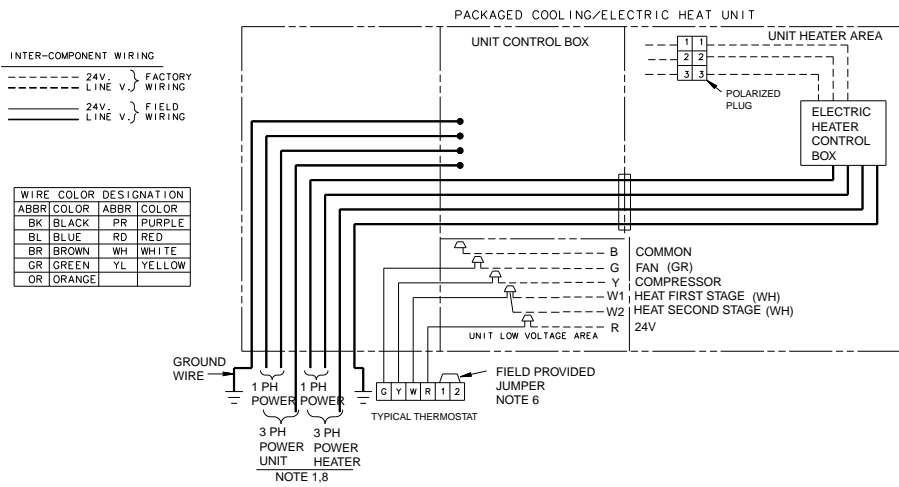 PACKAGED COOLING/ELECTRIC HEAT UNIT
INTER-COMPONENT WIRING
24V. FACTORY
LINE V. WIRING
24V. FIELD
LINE V. WIRING
WIRE COLOR DESIGNATION
ABBR COLOR ABBR COLOR
BK BLACK PR PURPLE
BL BLUE RD RED
BR BROWN WH WHITE
GR GREEN YL YELLOW
OR ORANGE
UNIT CONTROL BOX
UNIT HEATER AREA
1 1
2 2
3 3
POLARIZED
PLUG
ELECTRIC
HEATER
CONTROL
BOX
B COMMON
G FAN (GR)
Y COMPRESSOR
W1 HEAT FIRST STAGE (WH)
W2 HEAT SECOND STAGE (WH)
R 24V
UNIT LOW VOLTAGE AREA
GROUND
WIRE
1 PH
POWER
1 PH
POWER
3 PH
POWER
UNIT
3 PH
POWER
HEATER
NOTE 1,8
G Y W R 1 2
TYPICAL THERMOSTAT
FIELD PROVIDED
JUMPER
NOTE 6